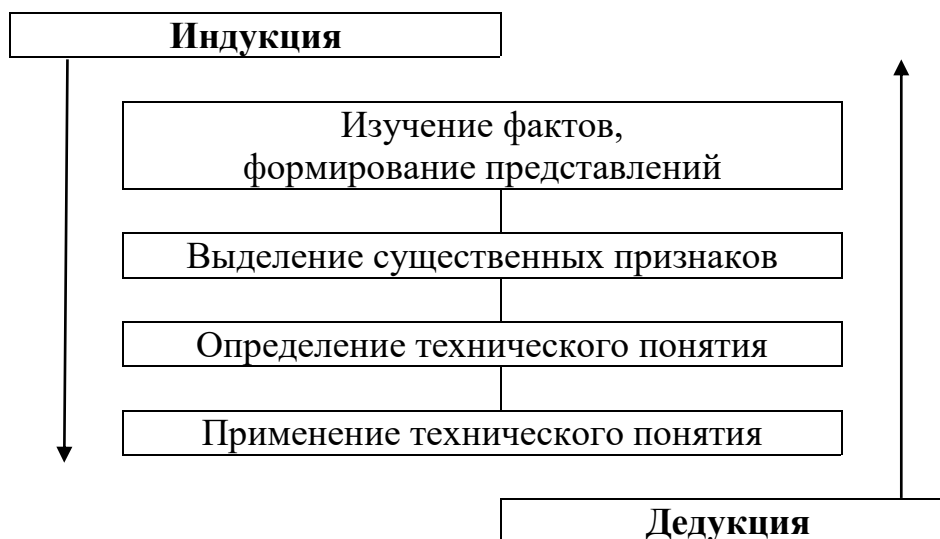 Индукция
Изучение фактов,
формирование представлений
Выделение существенных признаков
Определение технического понятия
Применение технического понятия
Дедукция